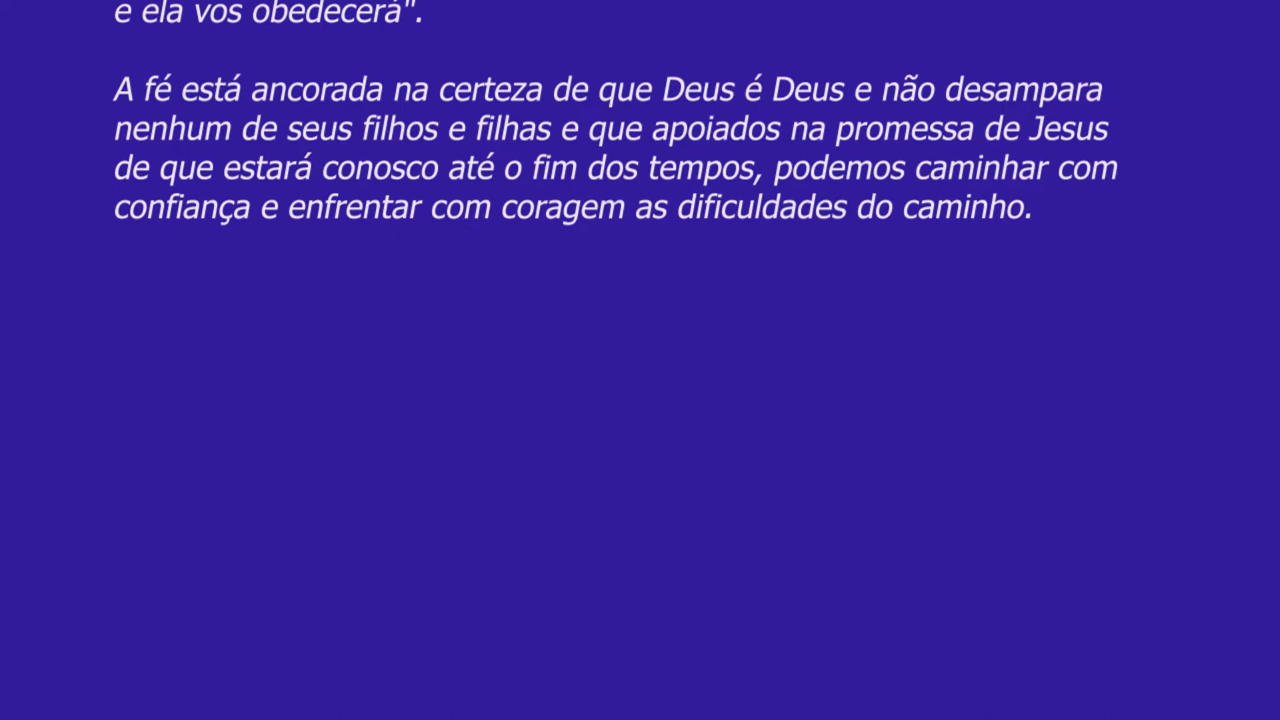 e ela vos obedecerá".
A fé está ancorada na certeza de que Deus é Deus e não desampara
nenhum de seus filhos e filhas e que apoiados na promessa de Jesus
de que estará conosco até o fim dos tempos, podemos caminhar com
confiança e enfrentar com coragem as dificuldades do caminho.